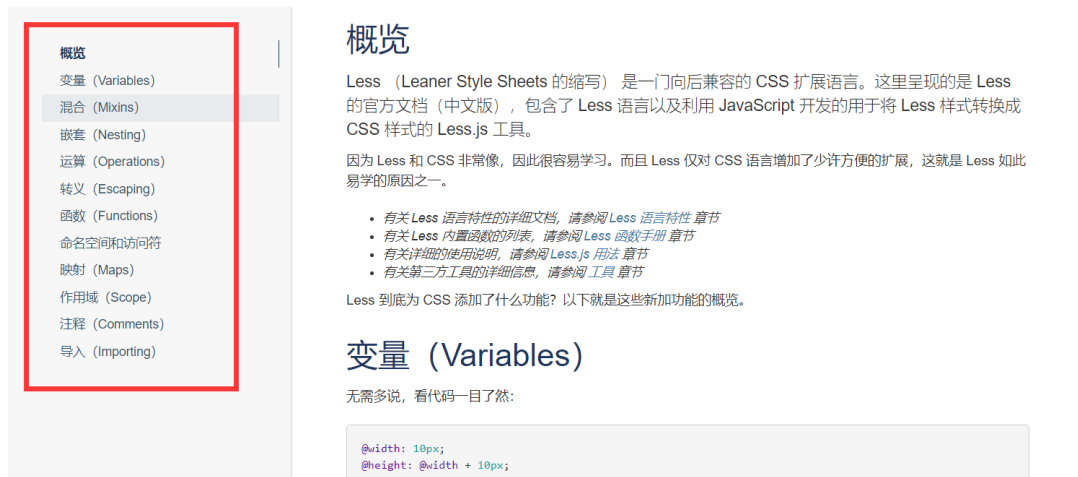 概览
变量（Variables）
混合（Mixins）
嵌套（Nesting）
运算（Operations）
转义（Escaping）
函数（Functions）
命名空间和访问符
映射（Maps）
作用域（Scope）
注释（Comments）
导入（Importing）
概览
Less （Leaner Style Sheets 的缩写） 是一门向后兼容的 CSS 扩展语言。这里呈现的是 Less
的官方文档（中文版），包含了 Less 语言以及利用 JavaScript 开发的用于将 Less 样式转换成
CSS 样式的 Less.js 工具。
因为 Less 和 CSS 非常像，因此很容易学习。而且 Less 仅对 CSS 语言增加了少许方便的扩展，这就是 Less 如此
易学的原因之一。
• 有关 Less 语言特性的详细文档，请参阅 Less 语言特性 章节
• 有关 Less 内置函数的列表，请参阅 Less 函数手册 章节
• 有关详细的使用说明，请参阅 Less.js 用法 章节
• 有关第三方工具的详细信息，请参阅 工具 章节
Less 到底为 CSS 添加了什么功能？以下就是这些新加功能的概览。
变量（Variables）
无需多说，看代码一目了然：
@width: 10px;
@height: @width + 10px;